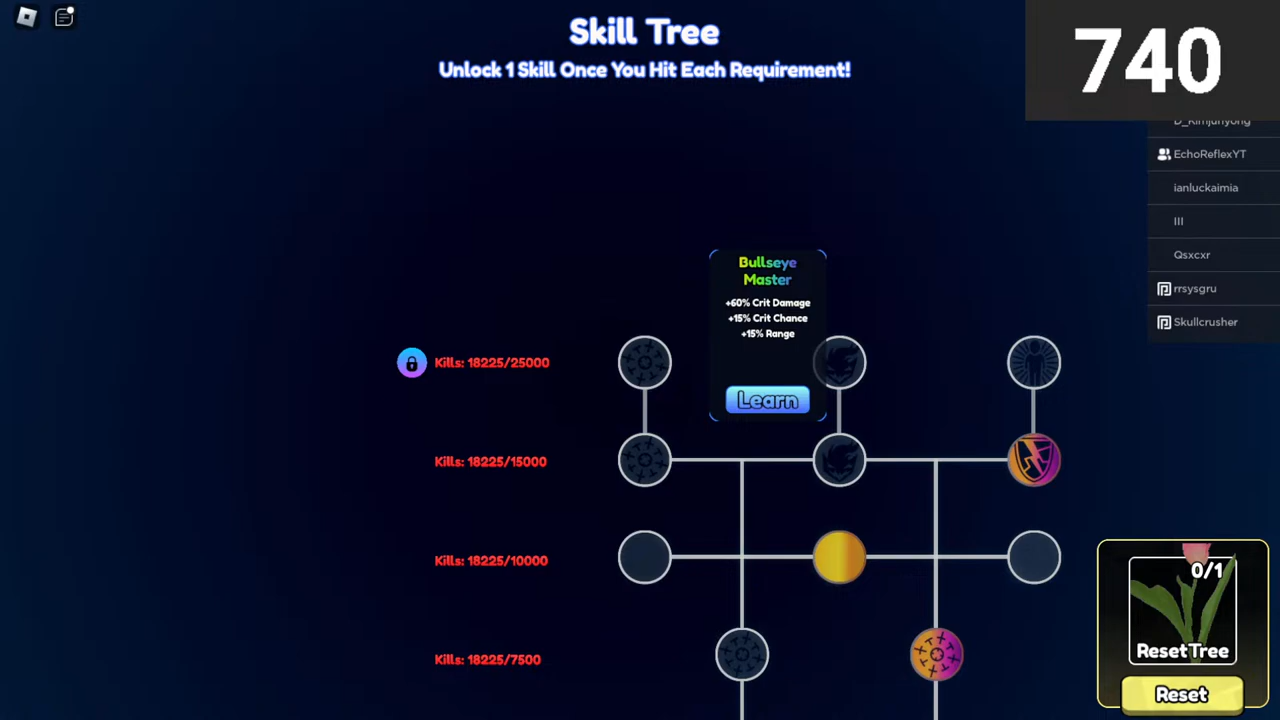 Skill Tree
Unlock 1 Skill Once You Hit Each Requirement!
740
D_Kimjunyong
EchoReflexYT
ianluckaimia
III
Qsxcxr
rrsysgru
Skullcrusher
Bullseye
Master
+60% Crit Damage
+15% Crit Chance
+15% Range
Learn
Kills: 18225/25000
Kills: 18225/15000
Kills: 18225/10000
Kills: 18225/7500
0/1
ResetTree
Reset